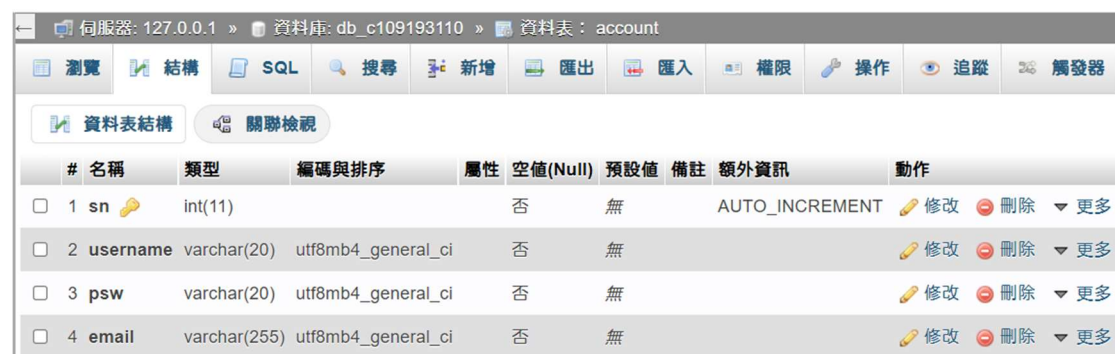 ← 伺服器: 127.0.0.1 » 資料庫: db_c109193110 » 資料表: account
瀏覽 結構 SQL 搜尋 新增 匯出 匯入 權限 操作 追蹤 觸發器
資料表結構 關聯檢視
# 名稱 類型 編碼與排序 屬性 空值(Null) 預設值 備註 額外資訊 動作
1 sn int(11) 否 無 AUTO_INCREMENT 修改 刪除 更多
2 username varchar(20) utf8mb4_general_ci 否 無 修改 刪除 更多
3 psw varchar(20) utf8mb4_general_ci 否 無 修改 刪除 更多
4 email varchar(255) utf8mb4_general_ci 否 無 修改 刪除 更多